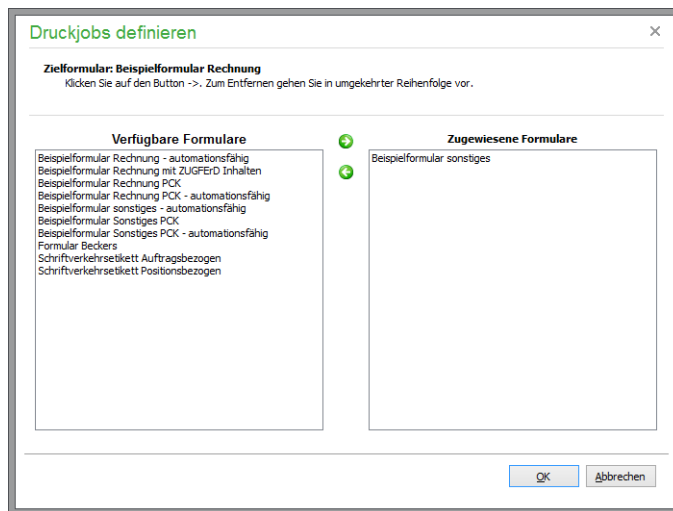 Druckjobs definieren
Zielformular: Beispielformular Rechnung
Klicken Sie auf den Button ->. Zum Entfernen gehen Sie in umgekehrter Reihenfolge vor.
Verfügbare Formulare
Beispielformular Rechnung - automationsfähig
Beispielformular Rechnung mit ZUGFErD Inhalten
Beispielformular Rechnung PCK
Beispielformular Rechnung PCK - automationsfähig
Beispielformular sonstiges - automationsfähig
Beispielformular Sonstiges PCK
Beispielformular Sonstiges PCK - automationsfähig
Formular Beckers
Schriftverkehrsetikett Auftragsbezogen
Schriftverkehrsetikett Positionsbezogen
Zugewiesene Formulare
Beispielformular sonstiges
OK
Abbrechen